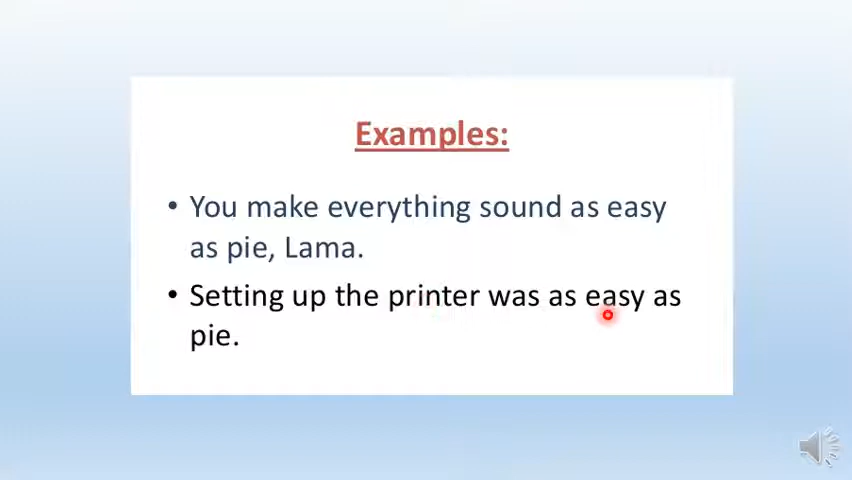 Examples:
• You make everything sound as easy
as pie, Lama.
• Setting up the printer was as easy as
pie.